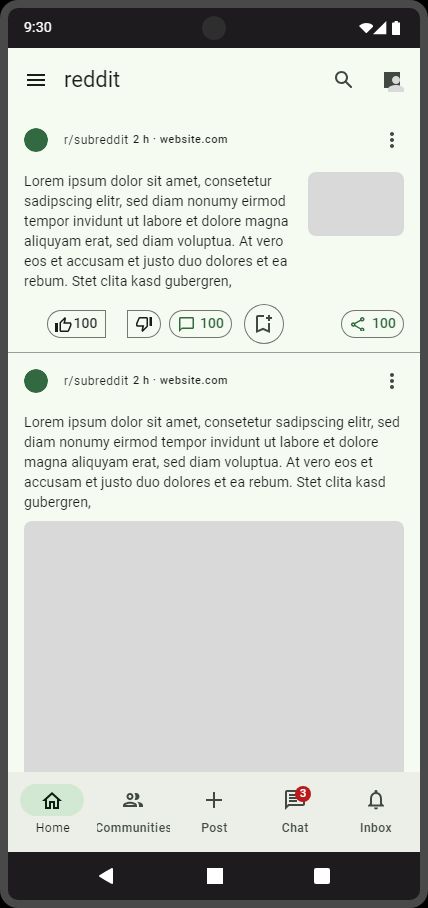 9:30
reddit
r/subreddit 2 h · website.com
Lorem ipsum dolor sit amet, consetetur
sadipscing elitr, sed diam nonumy eirmod
tempor invidunt ut labore et dolore magna
aliquyam erat, sed diam voluptua. At vero
eos et accusam et justo duo dolores et ea
rebum. Stet clita kasd gubergren,
100 100 100
r/subreddit 2 h · website.com
Lorem ipsum dolor sit amet, consetetur sadipscing elitr, sed
diam nonumy eirmod tempor invidunt ut labore et dolore
magna aliquyam erat, sed diam voluptua. At vero eos et
accusam et justo duo dolores et ea rebum. Stet clita kasd
gubergren,
3
Home Communities Post Chat Inbox